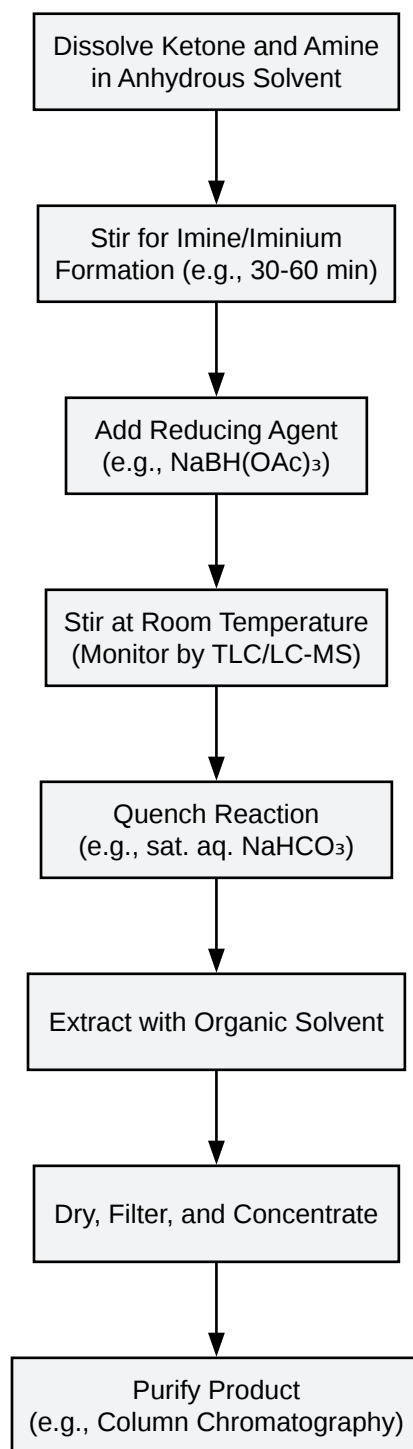 Dissolve Ketone and Amine
in Anhydrous Solvent
Stir for Imine/Iminium
Formation (e.g., 30-60 min)
Add Reducing Agent
(e.g., NaBH(OAc)₃)
Stir at Room Temperature
(Monitor by TLC/LC-MS)
Quench Reaction
(e.g., sat. aq. NaHCO₃)
Extract with Organic Solvent
Dry, Filter, and Concentrate
Purify Product
(e.g., Column Chromatography)